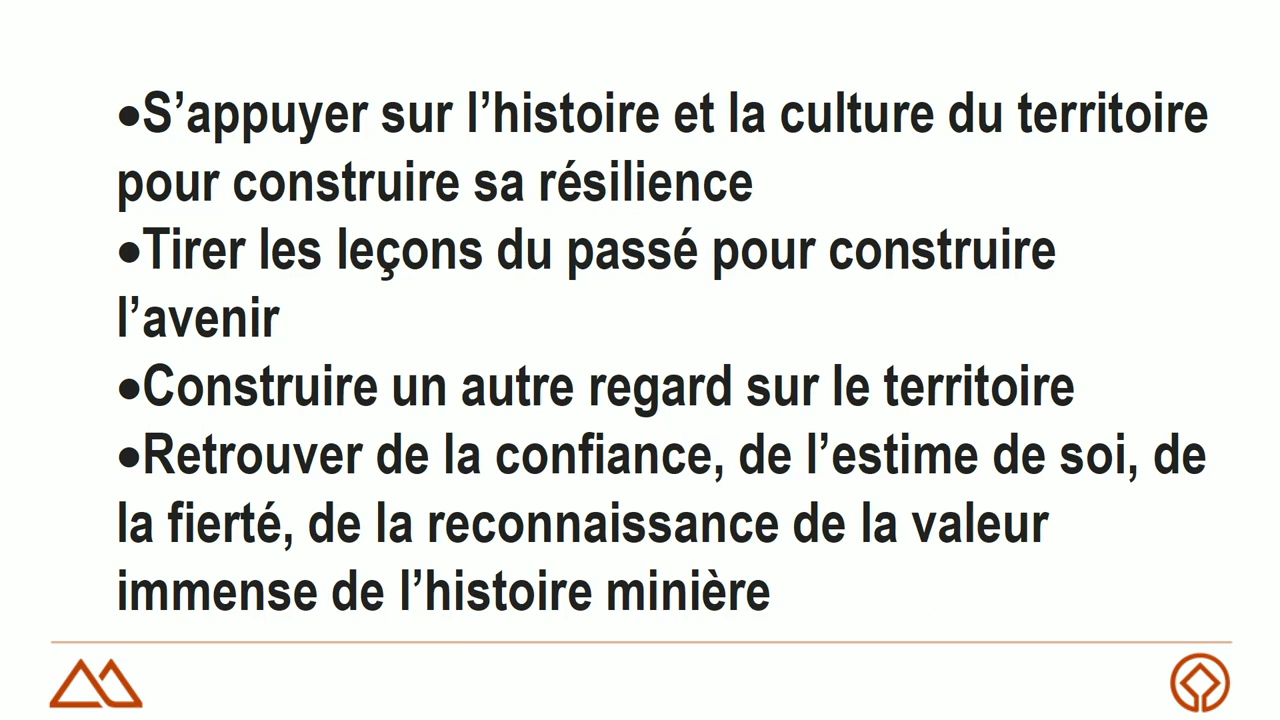 •S’appuyer sur l’histoire et la culture du territoire
pour construire sa résilience
•Tirer les leçons du passé pour construire
l’avenir
•Construire un autre regard sur le territoire
•Retrouver de la confiance, de l’estime de soi, de
la fierté, de la reconnaissance de la valeur
immense de l’histoire minière